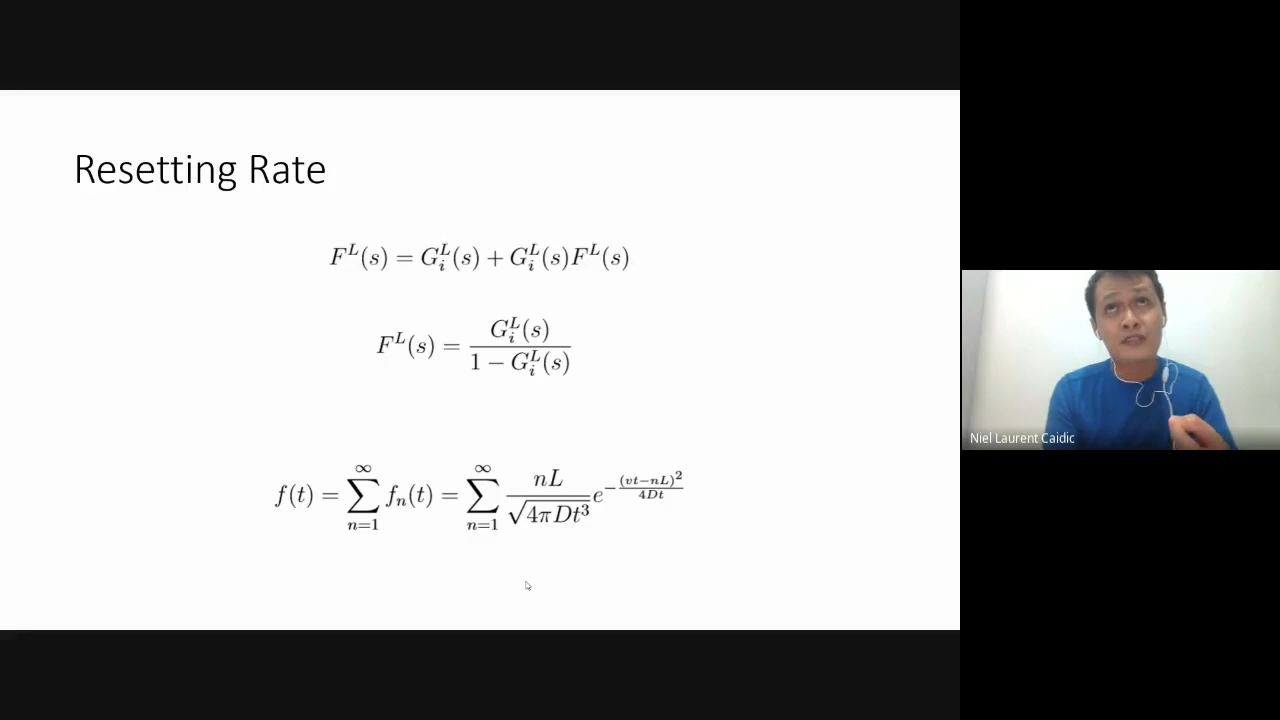 Resetting Rate
F^L(s) = G_i^L(s) + G_i^L(s)F^L(s)
F^L(s) = \frac{G_i^L(s)}{1 - G_i^L(s)}
f(t) = \sum_{n=1}^{\infty} f_n(t) = \sum_{n=1}^{\infty} \frac{nL}{\sqrt{4\pi Dt^3}} e^{-\frac{(vt-nL)^2}{4Dt}}
Niel Laurent Caidic